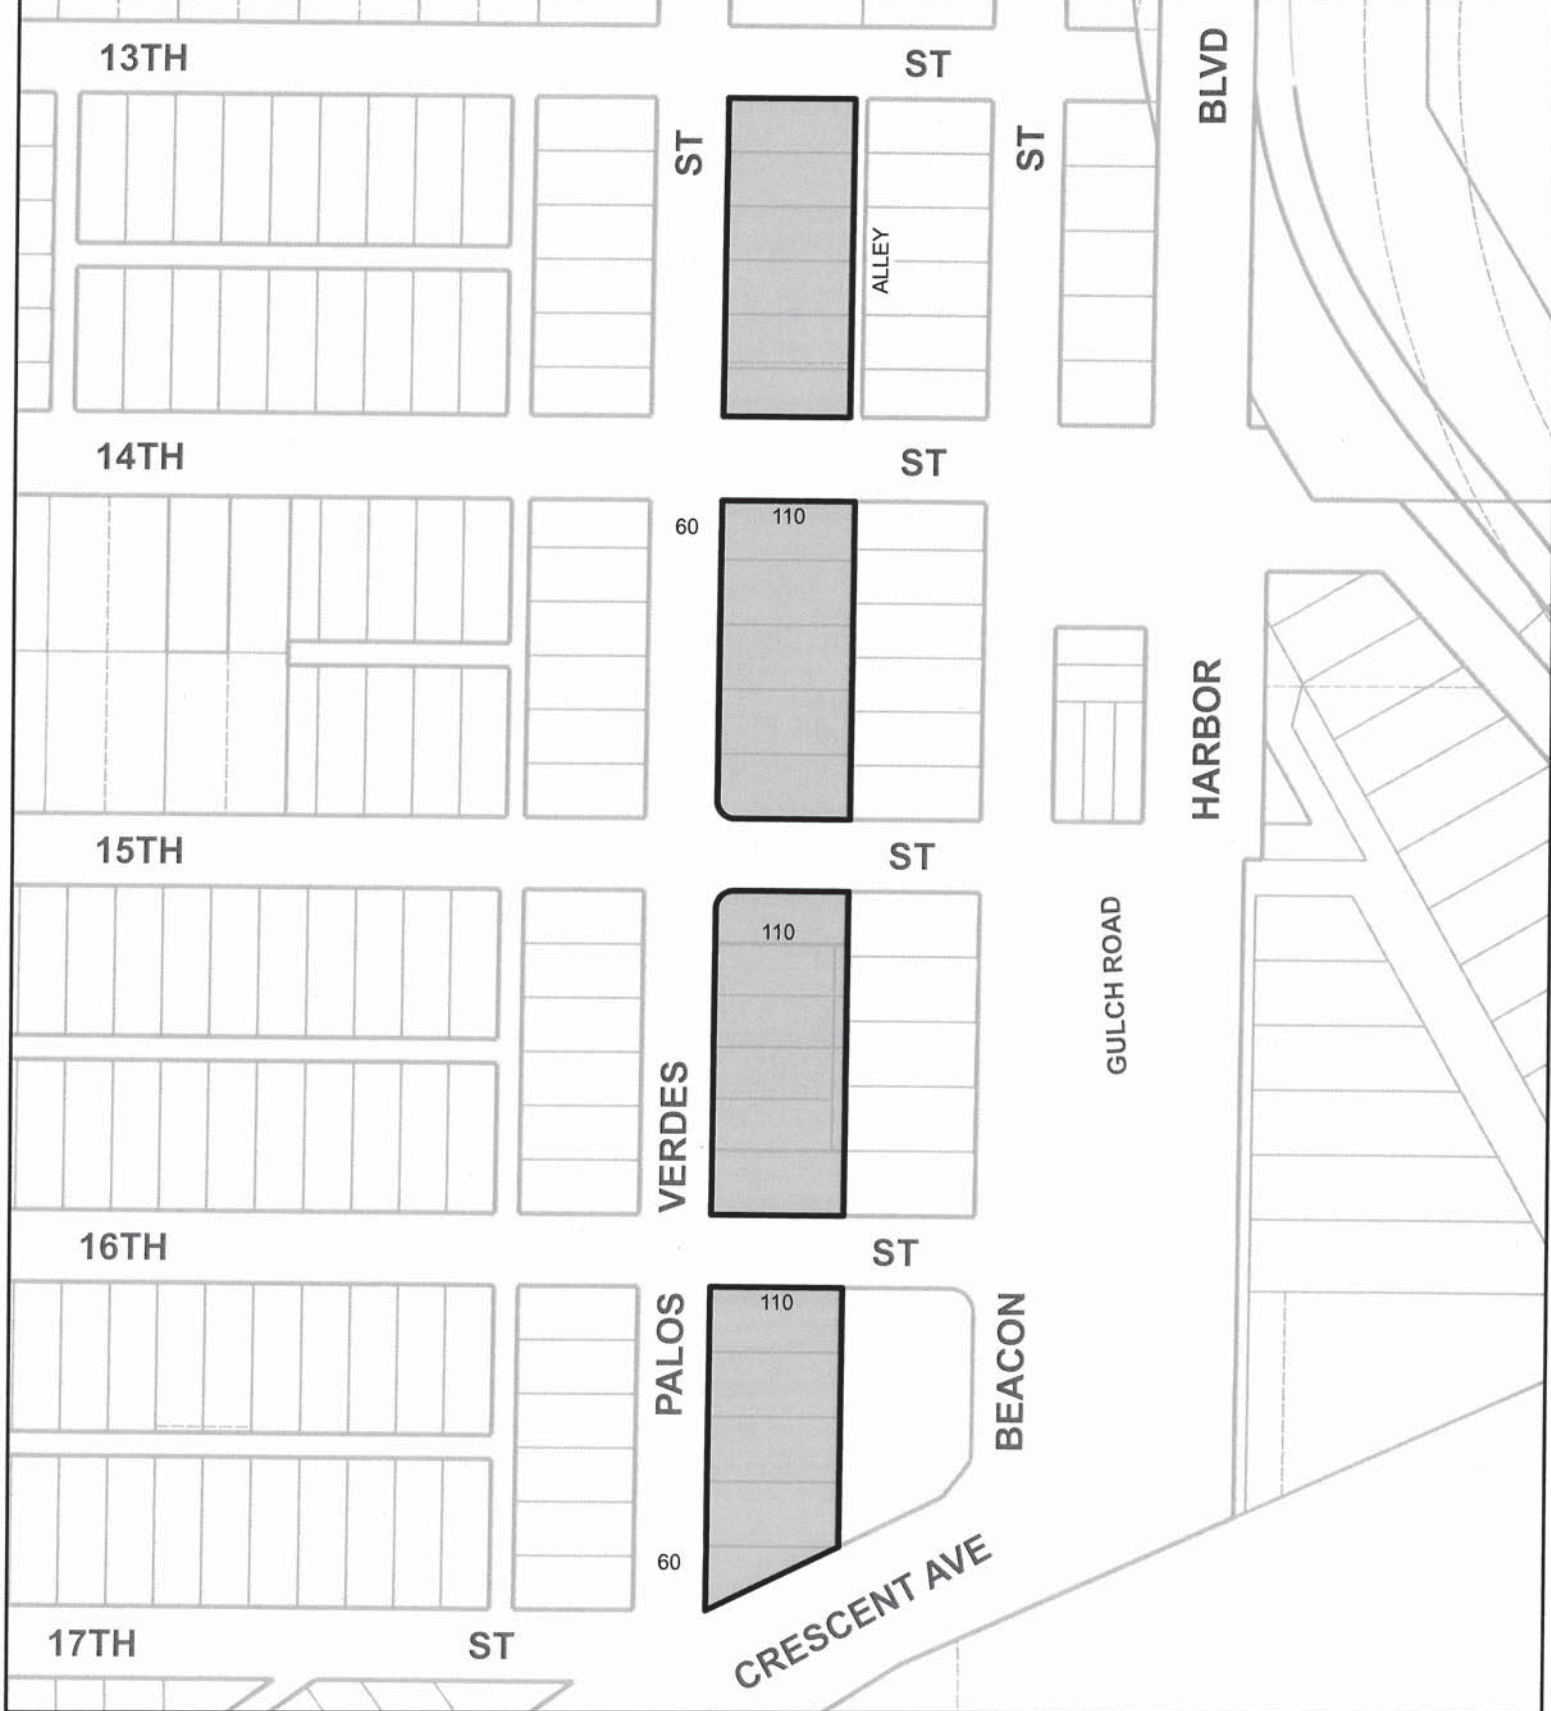 13TH ST
BLVD
ST
ST
ALLEY
14TH ST
60
110
HARBOR
15TH ST
110
GULCH ROAD
VERDES
16TH ST
PALOS
110
BEACON
60
CRESCENT AVE
17TH ST